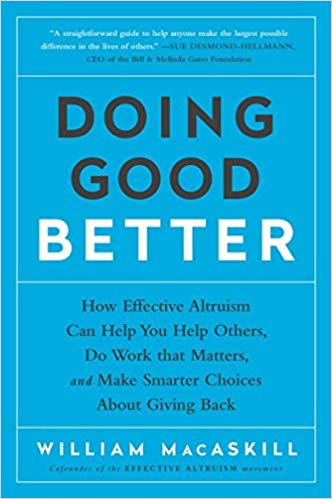 "A straightforward guide to help anyone make the largest possible
difference in the lives of others." —SUE DESMOND-HELLMANN,
CEO of the Bill & Melinda Gates Foundation
DOING
GOOD
BETTER
How Effective Altruism
Can Help You Help Others,
Do Work that Matters,
and Make Smarter Choices
About Giving Back
WILLIAM MACASKILL
Cofounder of the EFFECTIVE ALTRUISM movement